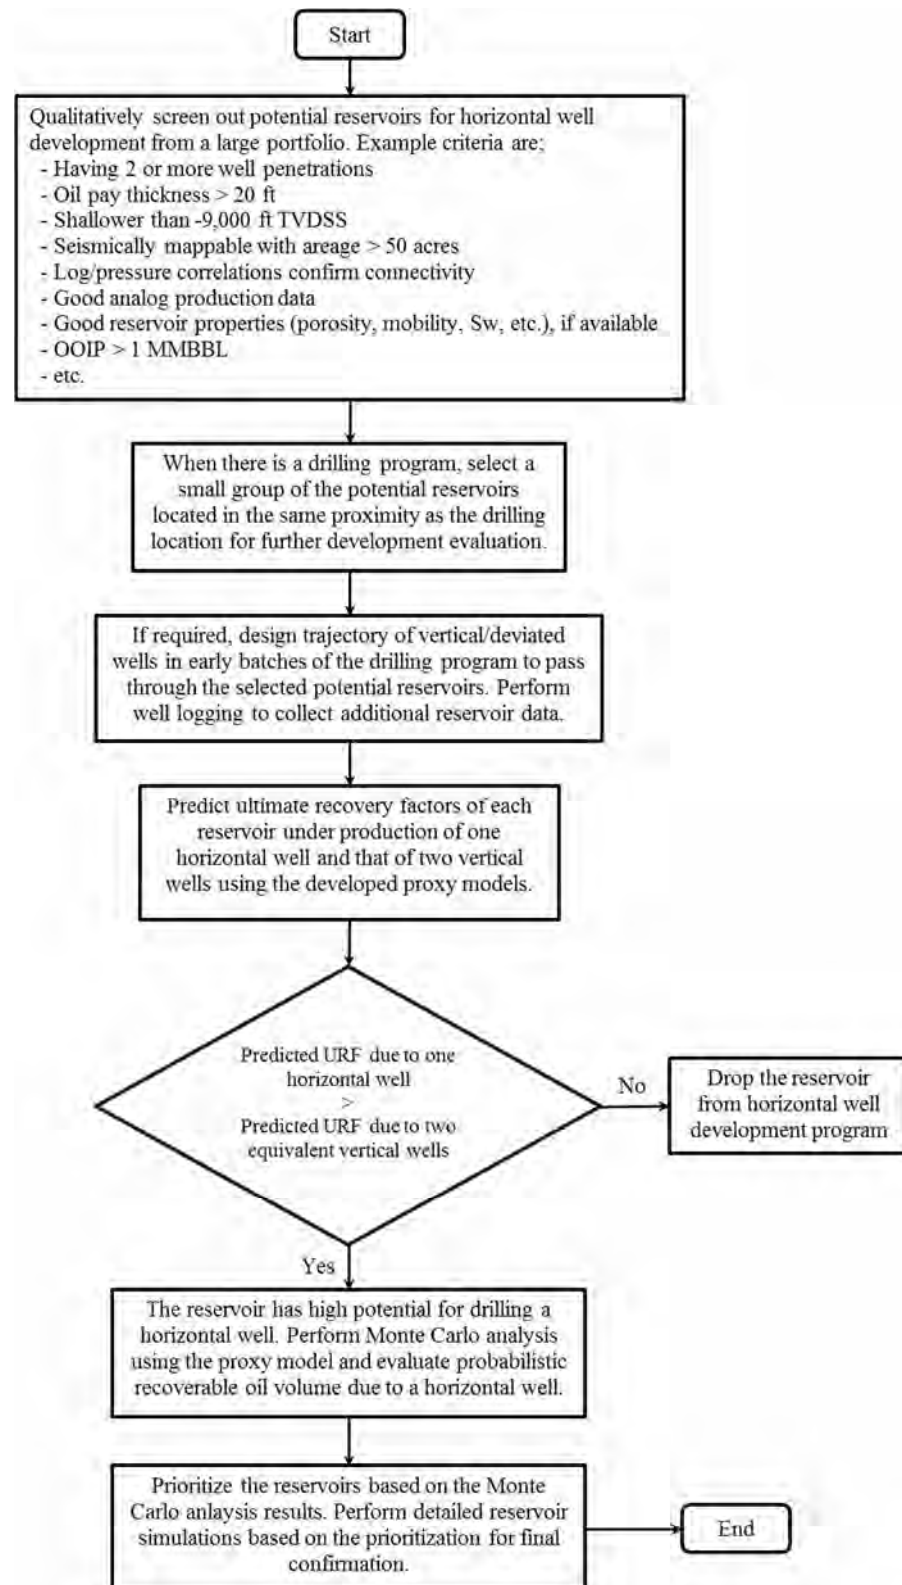 Start
Qualitatively screen out potential reservoirs for horizontal well
development from a large portfolio. Example criteria are;
- Having 2 or more well penetrations
- Oil pay thickness > 20 ft
- Shallower than -9,000 ft TVDSS
- Seismically mappable with areage > 50 acres
- Log/pressure correlations confirm connectivity
- Good analog production data
- Good reservoir properties (porosity, mobility, Sw, etc.), if available
- OOIP > 1 MMBBL
- etc.
When there is a drilling program, select a
small group of the potential reservoirs
located in the same proximity as the drilling
location for further development evaluation.
If required, design trajectory of vertical/deviated
wells in early batches of the drilling program to pass
through the selected potential reservoirs. Perform
well logging to collect additional reservoir data.
Predict ultimate recovery factors of each
reservoir under production of one
horizontal well and that of two vertical
wells using the developed proxy models.
Predicted URF due to one
horizontal well
>
Predicted URF due to two
equivalent vertical wells
No
Drop the reservoir
from horizontal well
development program
Yes
The reservoir has high potential for drilling a
horizontal well. Perform Monte Carlo analysis
using the proxy model and evaluate probabilistic
recoverable oil volume due to a horizontal well.
Prioritize the reservoirs based on the Monte
Carlo anlaysis results. Perform detailed reservoir
simulations based on the prioritization for final
confirmation.
End